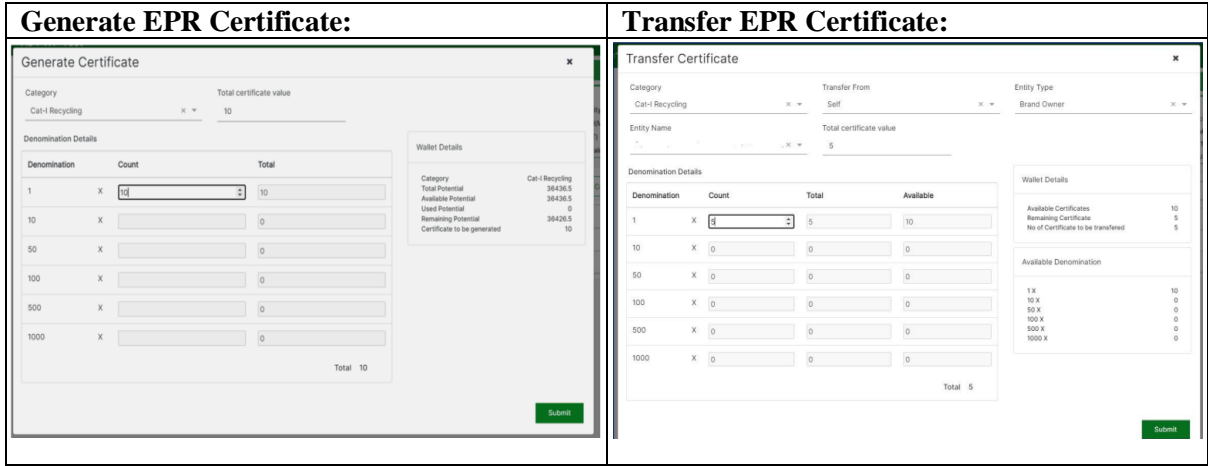 Generate EPR Certificate:
Generate Certificate ×
Category Total certificate value
Cat-I Recycling × 10
Denomination Details
Denomination Count Total
1 X 10 10
10 X 0
50 X 0
100 X 0
500 X 0
1000 X 0
Total 10
Wallet Details
Category Cat-I Recycling
Total Potential 36436.5
Available Potential 36436.5
Used Potential 0
Remaining Potential 36426.5
Certificate to be generated 10
Submit
Transfer EPR Certificate:
Transfer Certificate ×
Category Transfer From Entity Type
Cat-I Recycling × Self × Brand Owner ×
Entity Name Total certificate value
× 5
Denomination Details
Denomination Count Total Available
1 X 5 5 10
10 X 0 0 0
50 X 0 0 0
100 X 0 0 0
500 X 0 0 0
1000 X 0 0 0
Total 5
Wallet Details
Available Certificates 10
Remaining Certificate 5
No of Certificate to be transfered 5
Available Denomination
1 X 10
10 X 0
50 X 0
100 X 0
500 X 0
1000 X 0
Submit